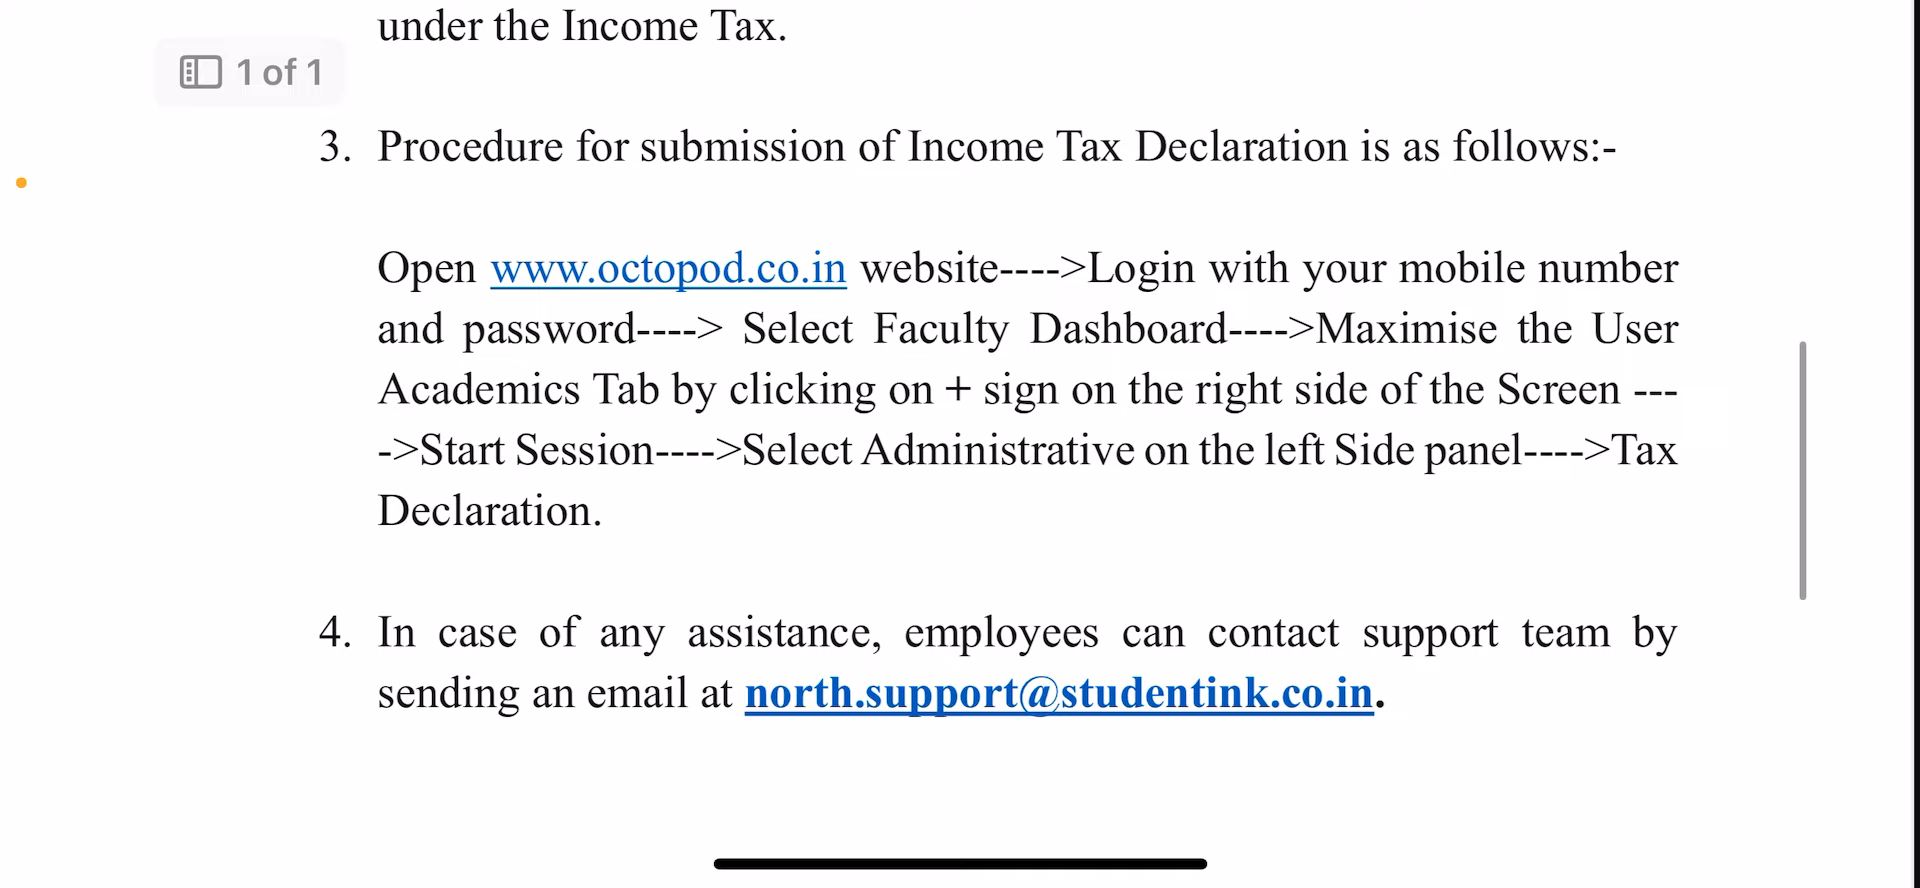 under the Income Tax.
1 of 1
3. Procedure for submission of Income Tax Declaration is as follows:-
Open www.octopod.co.in website---->Login with your mobile number
and password----> Select Faculty Dashboard---->Maximise the User
Academics Tab by clicking on + sign on the right side of the Screen ---
->Start Session---->Select Administrative on the left Side panel---->Tax
Declaration.
4. In case of any assistance, employees can contact support team by
sending an email at north.support@studentink.co.in.